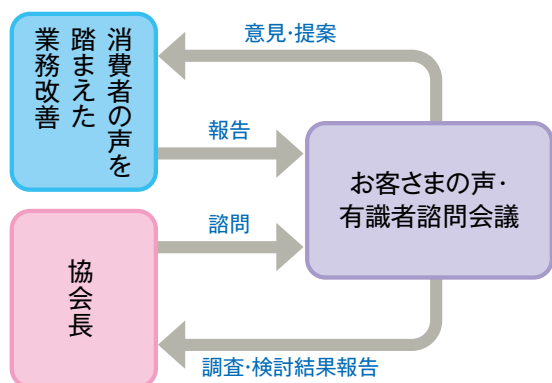 意見・提案
消費者の声を
踏まえた
業務改善
報告
お客さまの声・
有識者諮問会議
諮問
協会長
調査・検討結果報告